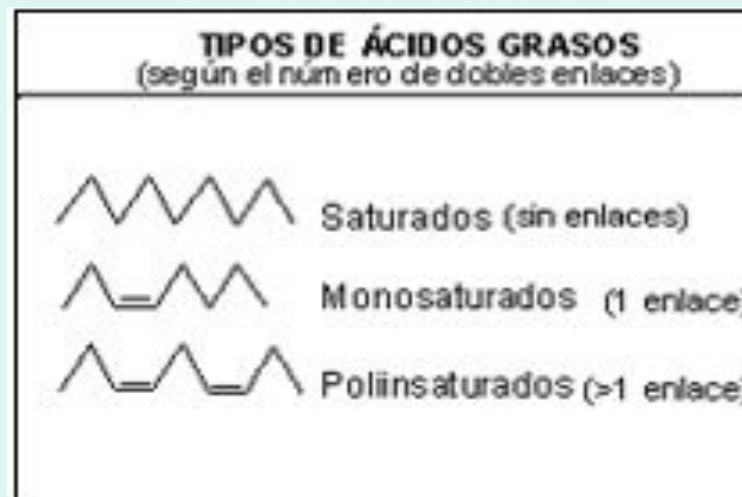 TIPOS DE ÁCIDOS GRASOS
(según el número de dobles enlaces)
Saturados (sin enlaces)
Monosaturados (1 enlace)
Poliinsaturados (>1 enlace)